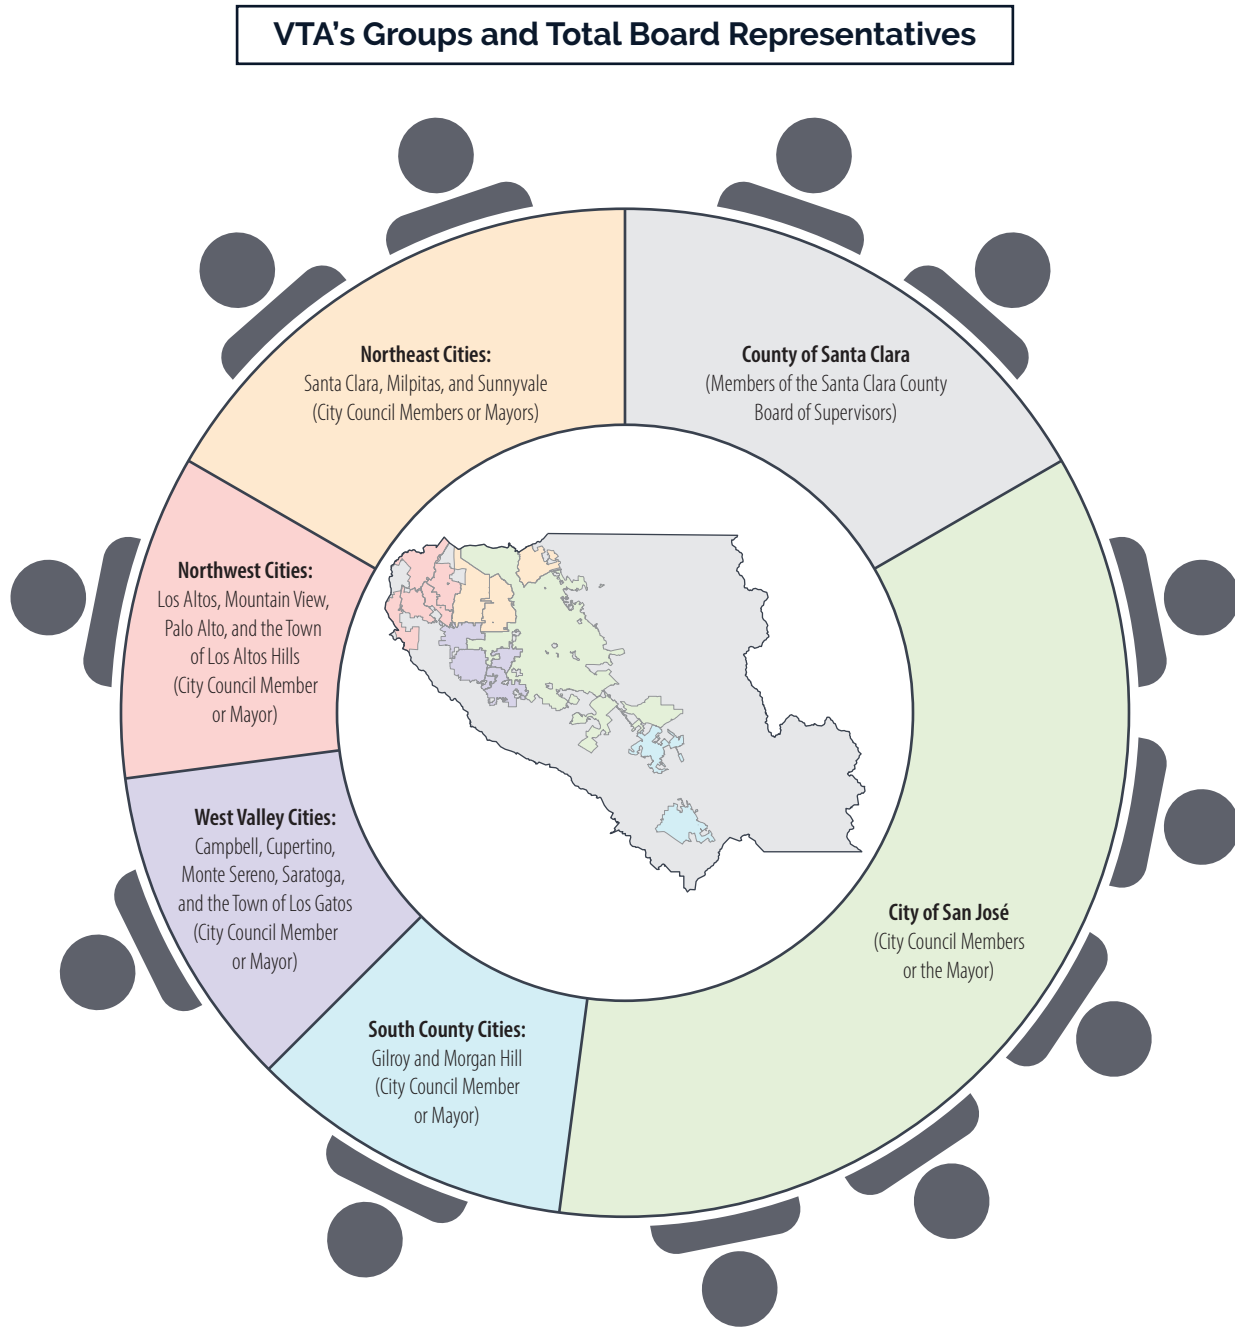 VTA’s Groups and Total Board Representatives
Northeast Cities:
Santa Clara, Milpitas, and Sunnyvale
(City Council Members or Mayors)
County of Santa Clara
(Members of the Santa Clara County
Board of Supervisors)
Northwest Cities:
Los Altos, Mountain View,
Palo Alto, and the Town
of Los Altos Hills
(City Council Member
or Mayor)
West Valley Cities:
Campbell, Cupertino,
Monte Sereno, Saratoga,
and the Town of Los Gatos
(City Council Member
or Mayor)
City of San José
(City Council Members
or the Mayor)
South County Cities:
Gilroy and Morgan Hill
(City Council Member
or Mayor)